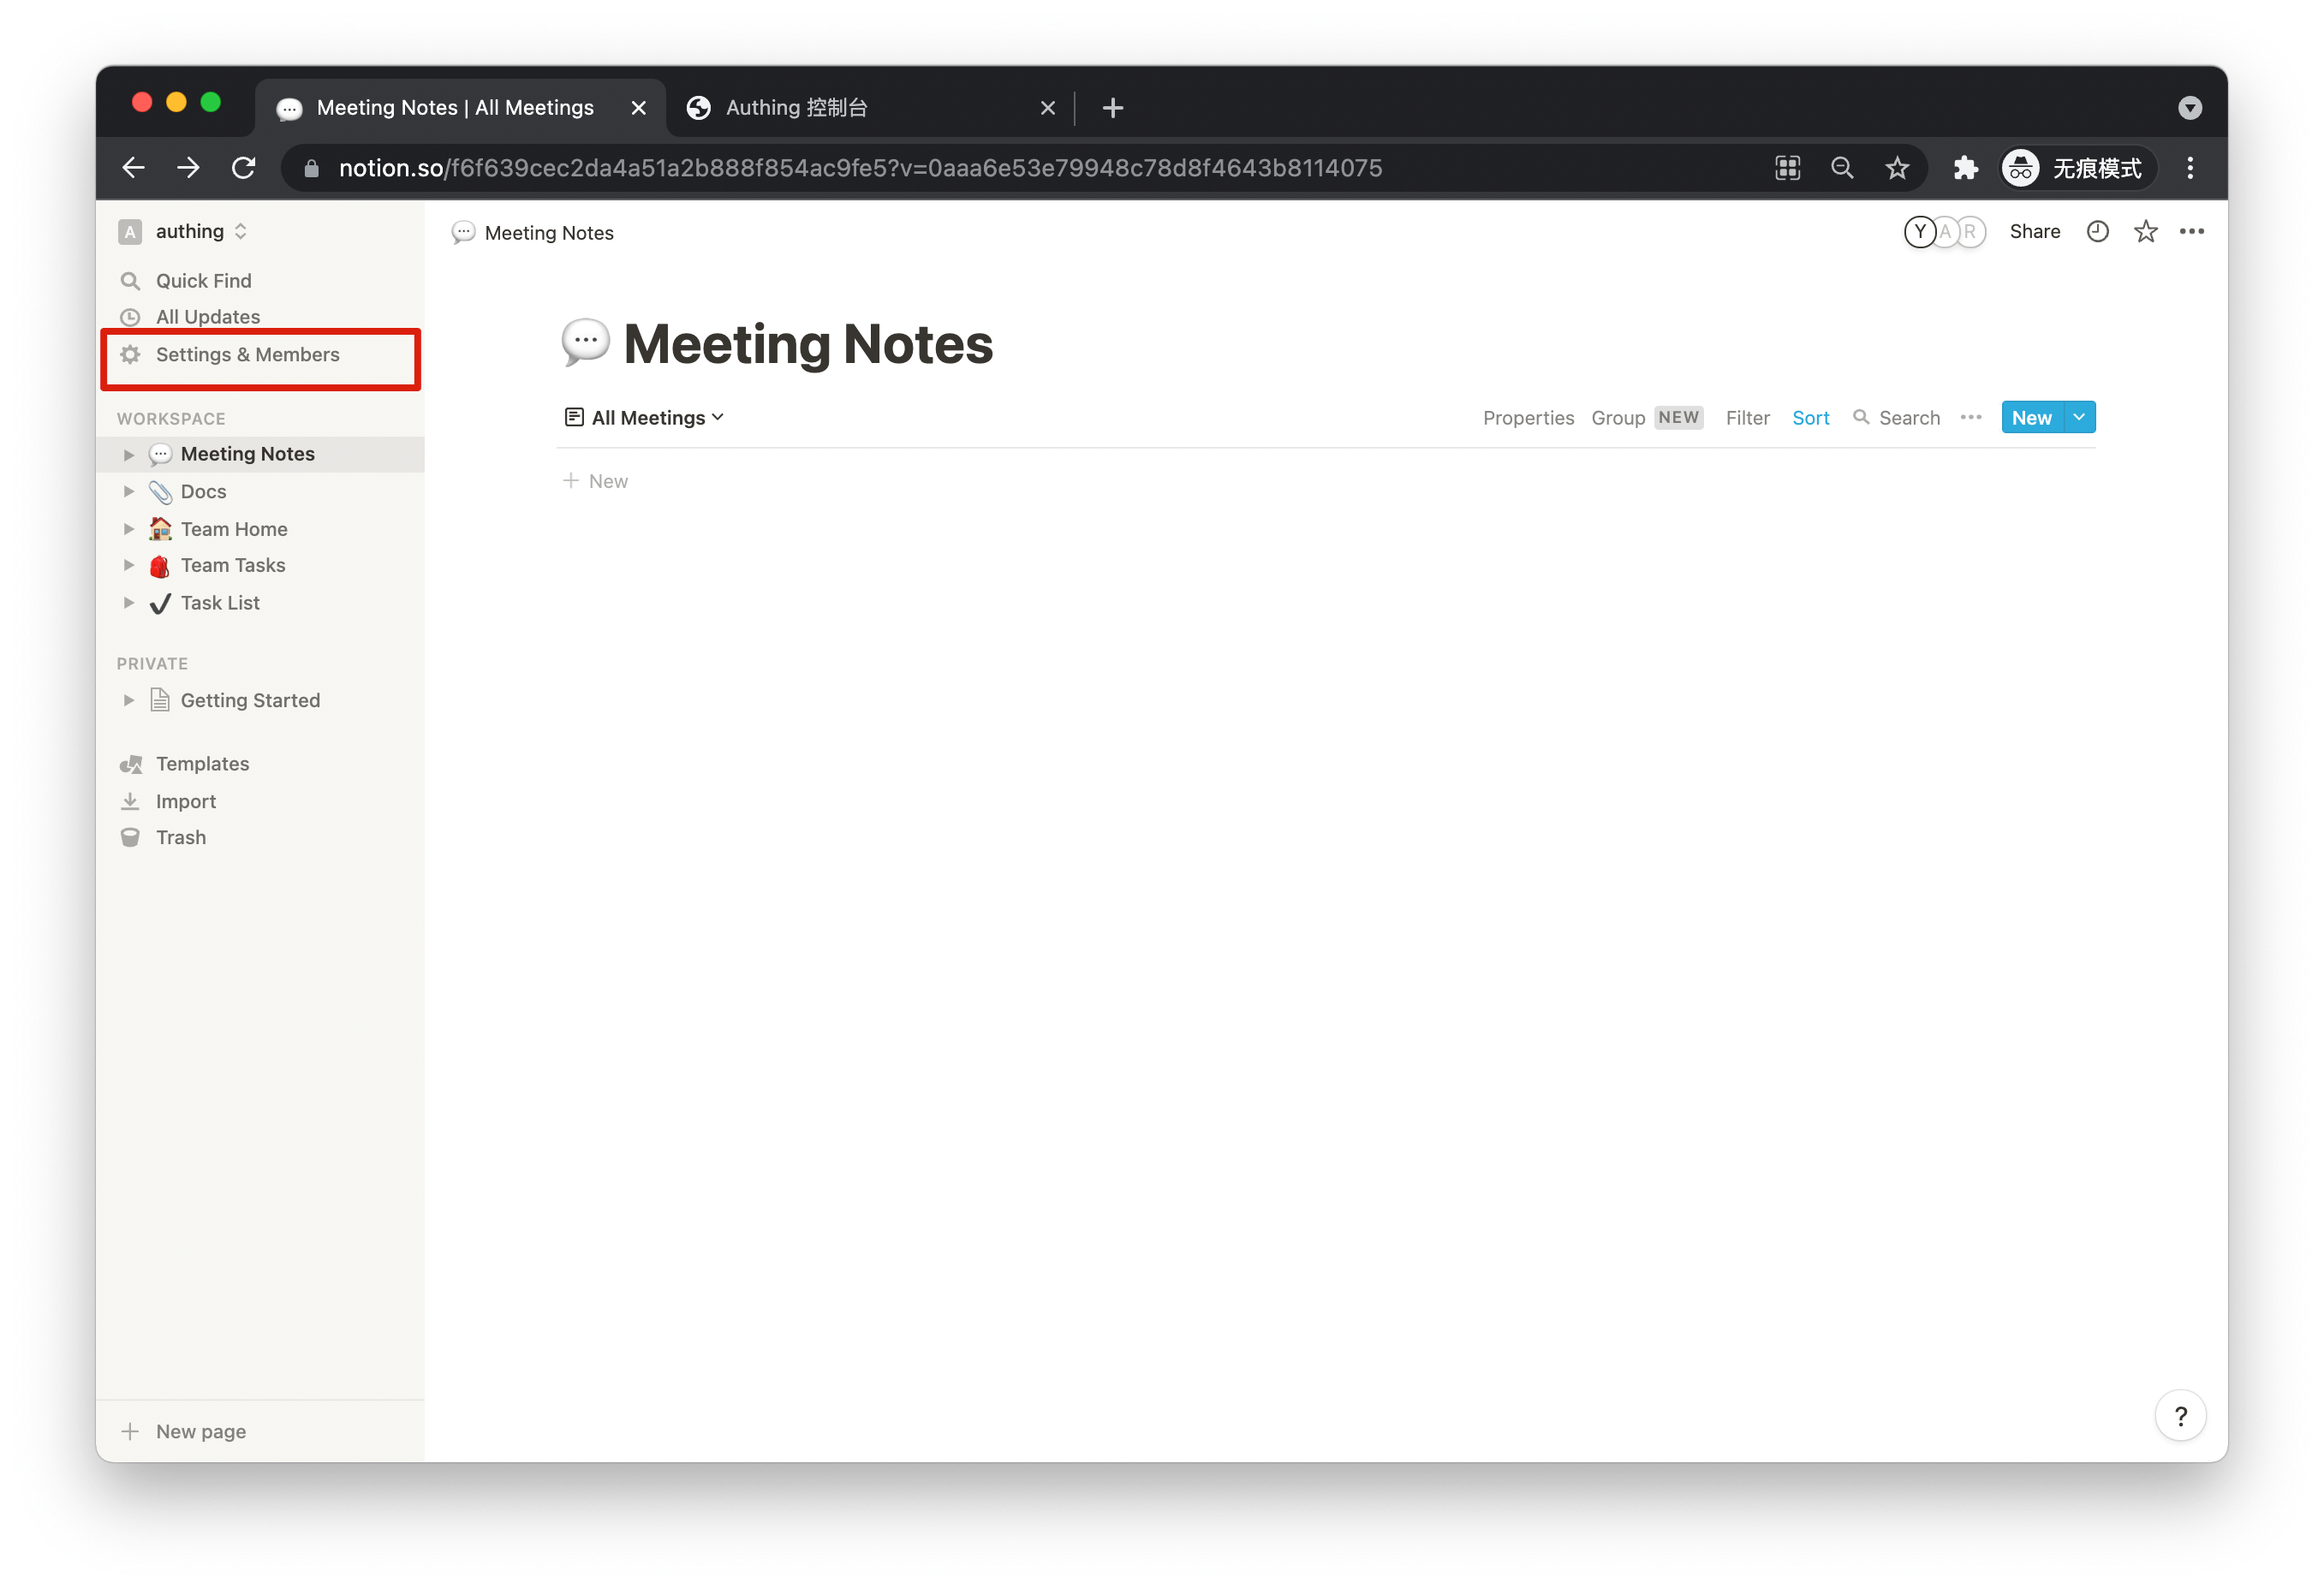 Meeting Notes | All Meetings
Authing 控制台
notion.so/f6f639cec2da4a51a2b888f854ac9fe5?v=0aaa6e53e79948c78d8f4643b8114075
无痕模式
A authing
Meeting Notes
Y A R Share
Quick Find
All Updates
Settings & Members
WORKSPACE
Meeting Notes
Docs
Team Home
Team Tasks
Task List
PRIVATE
Getting Started
Templates
Import
Trash
New page
Meeting Notes
All Meetings
Properties Group NEW Filter Sort Search New
New
?